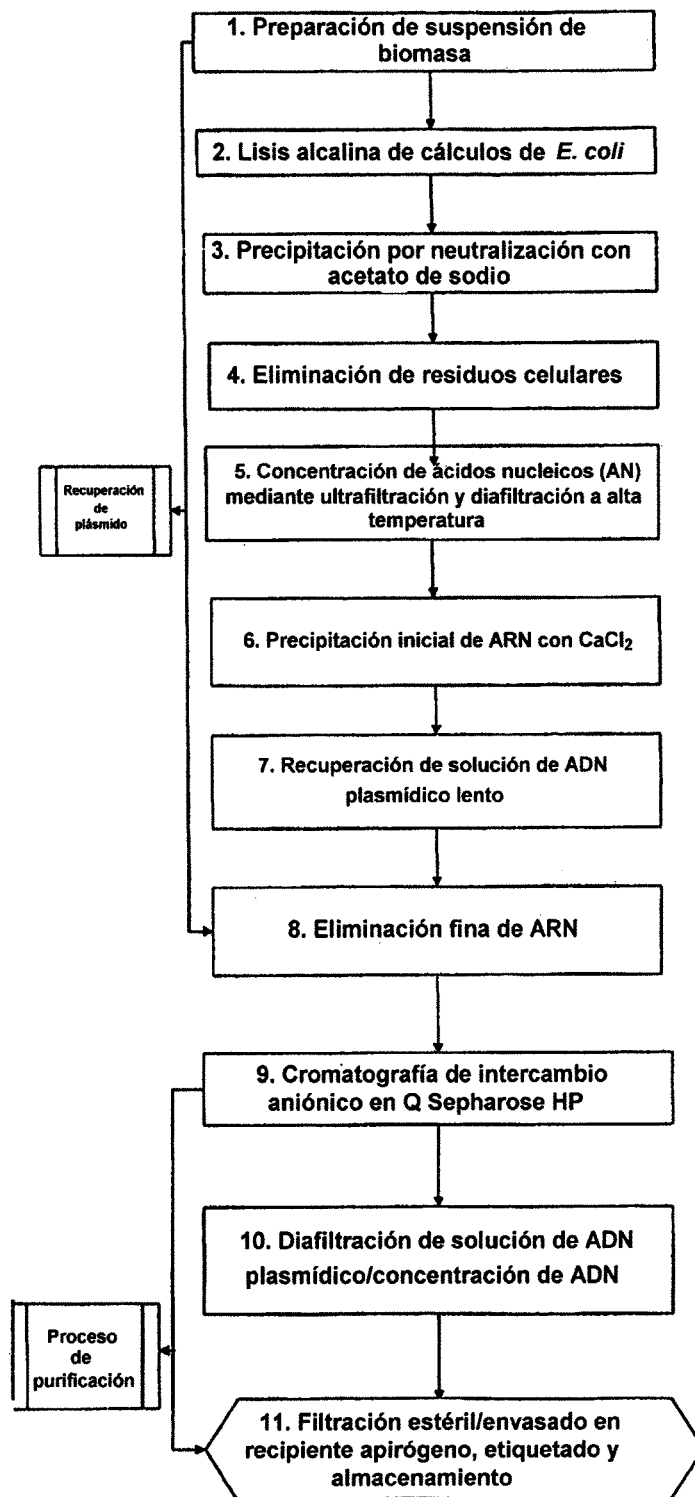 1. Preparación de suspensión de
biomasa
2. Lisis alcalina de cálculos de E. coli
3. Precipitación por neutralización con
acetato de sodio
4. Eliminación de residuos celulares
5. Concentración de ácidos nucleicos (AN)
mediante ultrafiltración y diafiltración a alta
temperatura
Recuperación
de
plásmido
6. Precipitación inicial de ARN con CaCl₂
7. Recuperación de solución de ADN
plasmídico lento
8. Eliminación fina de ARN
9. Cromatografía de intercambio
aniónico en Q Sepharose HP
10. Diafiltración de solución de ADN
plasmídico/concentración de ADN
Proceso
de
purificación
11. Filtración estéril/envasado en
recipiente apirógeno, etiquetado y
almacenamiento